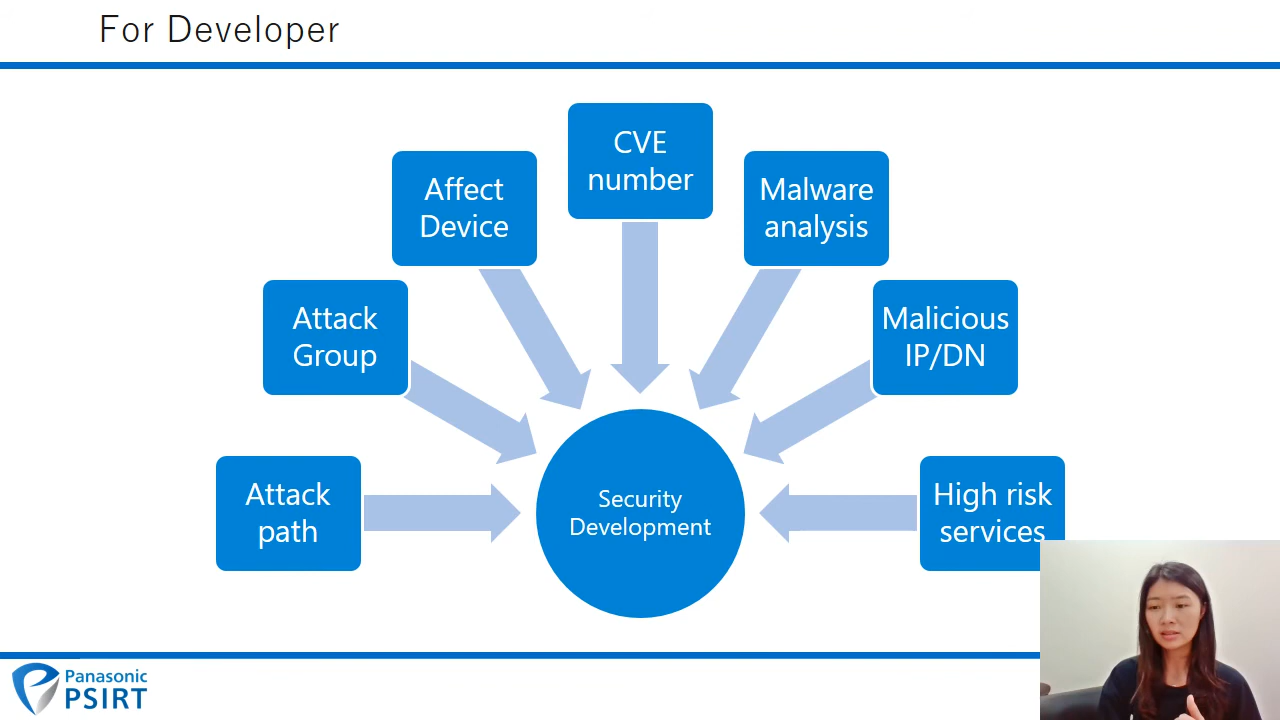 For Developer
CVE
number
Affect
Device
Malware
analysis
Attack
Group
Malicious
IP/DN
Attack
path
Security
Development
High risk
services
Panasonic
PSIRT